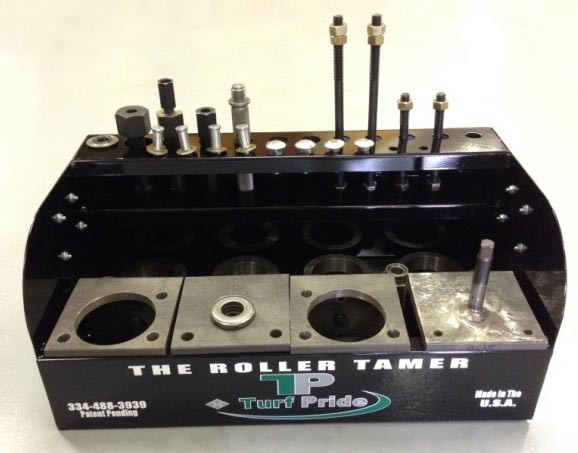 THE ROLLER TAMER
TP
Turf Pride
334-488-3939
Patent Pending
Made In The
U.S.A.